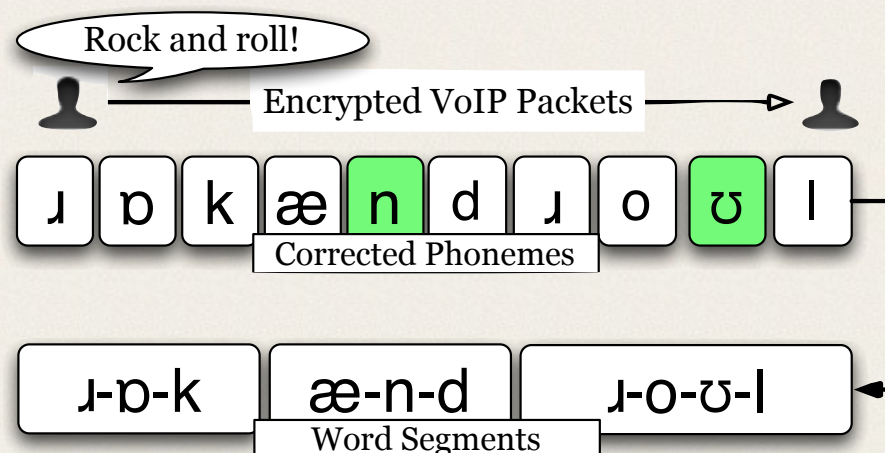 Rock and roll!
Encrypted VoIP Packets
ɹ ɒ k æ n d ɹ o ʊ l
Corrected Phonemes
ɹ-ɒ-k æ-n-d ɹ-o-ʊ-l
Word Segments